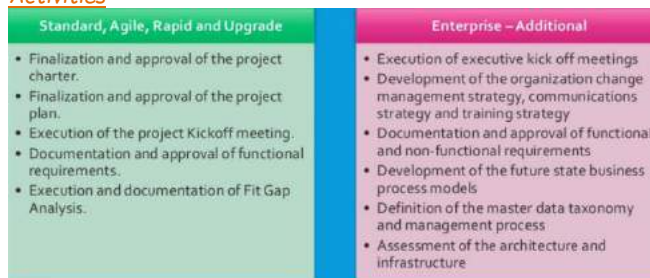 Activities
Standard, Agile, Rapid and Upgrade
• Finalization and approval of the project
charter.
• Finalization and approval of the project
plan.
• Execution of the project Kickoff meeting.
• Documentation and approval of functional
requirements.
• Execution and documentation of Fit Gap
Analysis.
Enterprise – Additional
• Execution of executive kick off meetings
• Development of the organization change
management strategy, communications
strategy and training strategy
• Documentation and approval of functional
and non-functional requirements
• Development of the future state business
process models
• Definition of the master data taxonomy
and management process
• Assessment of the architecture and
infrastructure